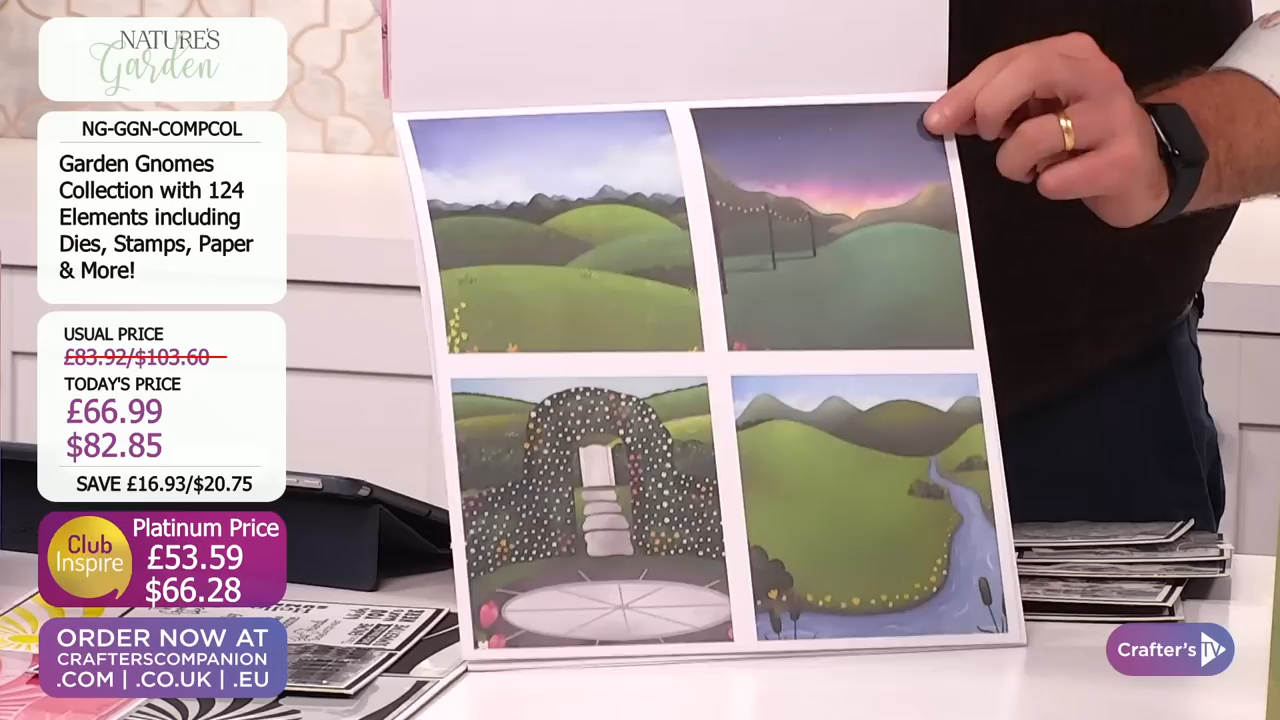 NATURE'S
Garden
NG-GGN-COMPCOL
Garden Gnomes
Collection with 124
Elements including
Dies, Stamps, Paper
& More!
USUAL PRICE
£83.92/$103.60
TODAY'S PRICE
£66.99
$82.85
SAVE £16.93/$20.75
Club
Inspire
Platinum Price
£53.59
$66.28
ORDER NOW AT
CRAFTERSCOMPANION
.COM | .CO.UK | .EU
Crafter's TV